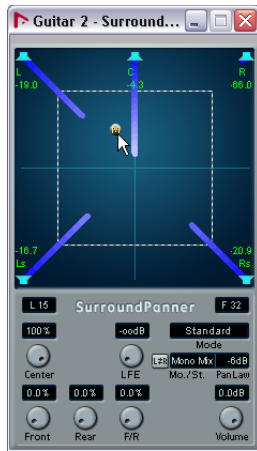 Guitar 2 - Surround...
L C R
-19.0 -4.3 -66.0
-16.7 -20.9
Ls Rs
L 15 SurroundPanner F 32
100% -oodB Standard
Mode
L≠R Mono Mix -6dB
Center LFE Mo./St. PanLaw
0.0% 0.0% 0.0% 0.0dB
Front Rear F/R Volume